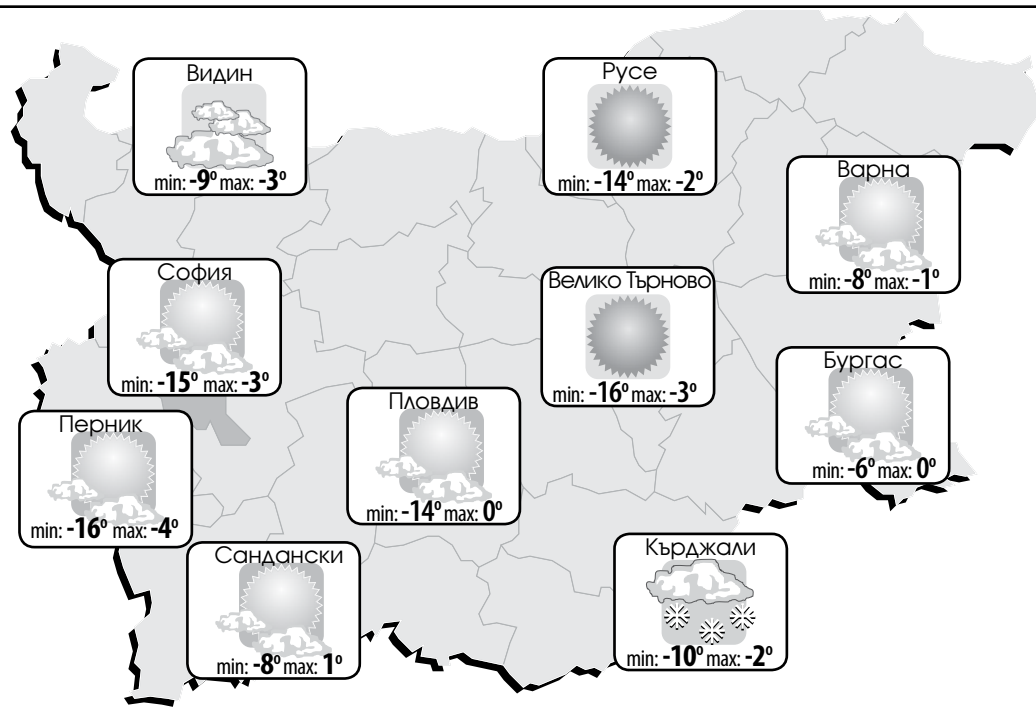 Видин
min: -9° max: -3°
Русе
min: -14° max: -2°
Варна
min: -8° max: -1°
София
min: -15° max: -3°
Велико Търново
min: -16° max: -3°
Бургас
min: -6° max: 0°
Пловдив
min: -14° max: 0°
Перник
min: -16° max: -4°
Сандански
min: -8° max: 1°
Кърджали
min: -10° max: -2°